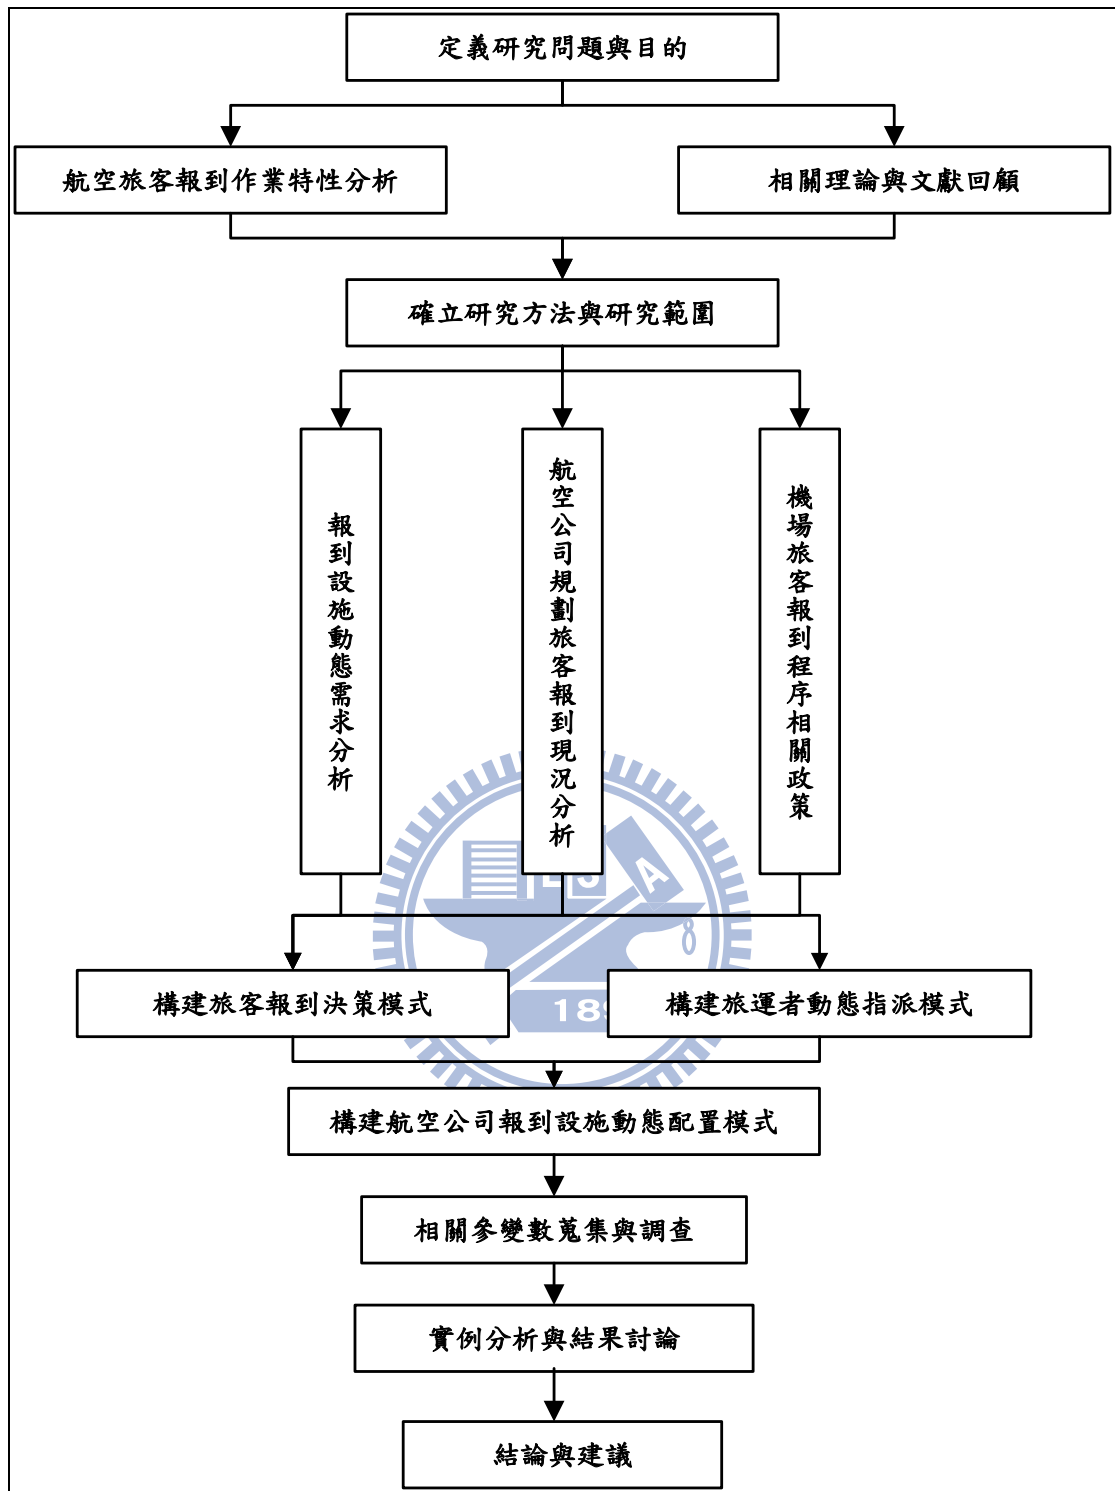 定義研究問題與目的
航空旅客報到作業特性分析
相關理論與文獻回顧
確立研究方法與研究範圍
報到設施動態需求分析
航空公司規劃旅客報到現況分析
機場旅客報到程序相關政策
構建旅客報到決策模式
構建旅運者動態指派模式
構建航空公司報到設施動態配置模式
相關參變數蒐集與調查
實例分析與結果討論
結論與建議